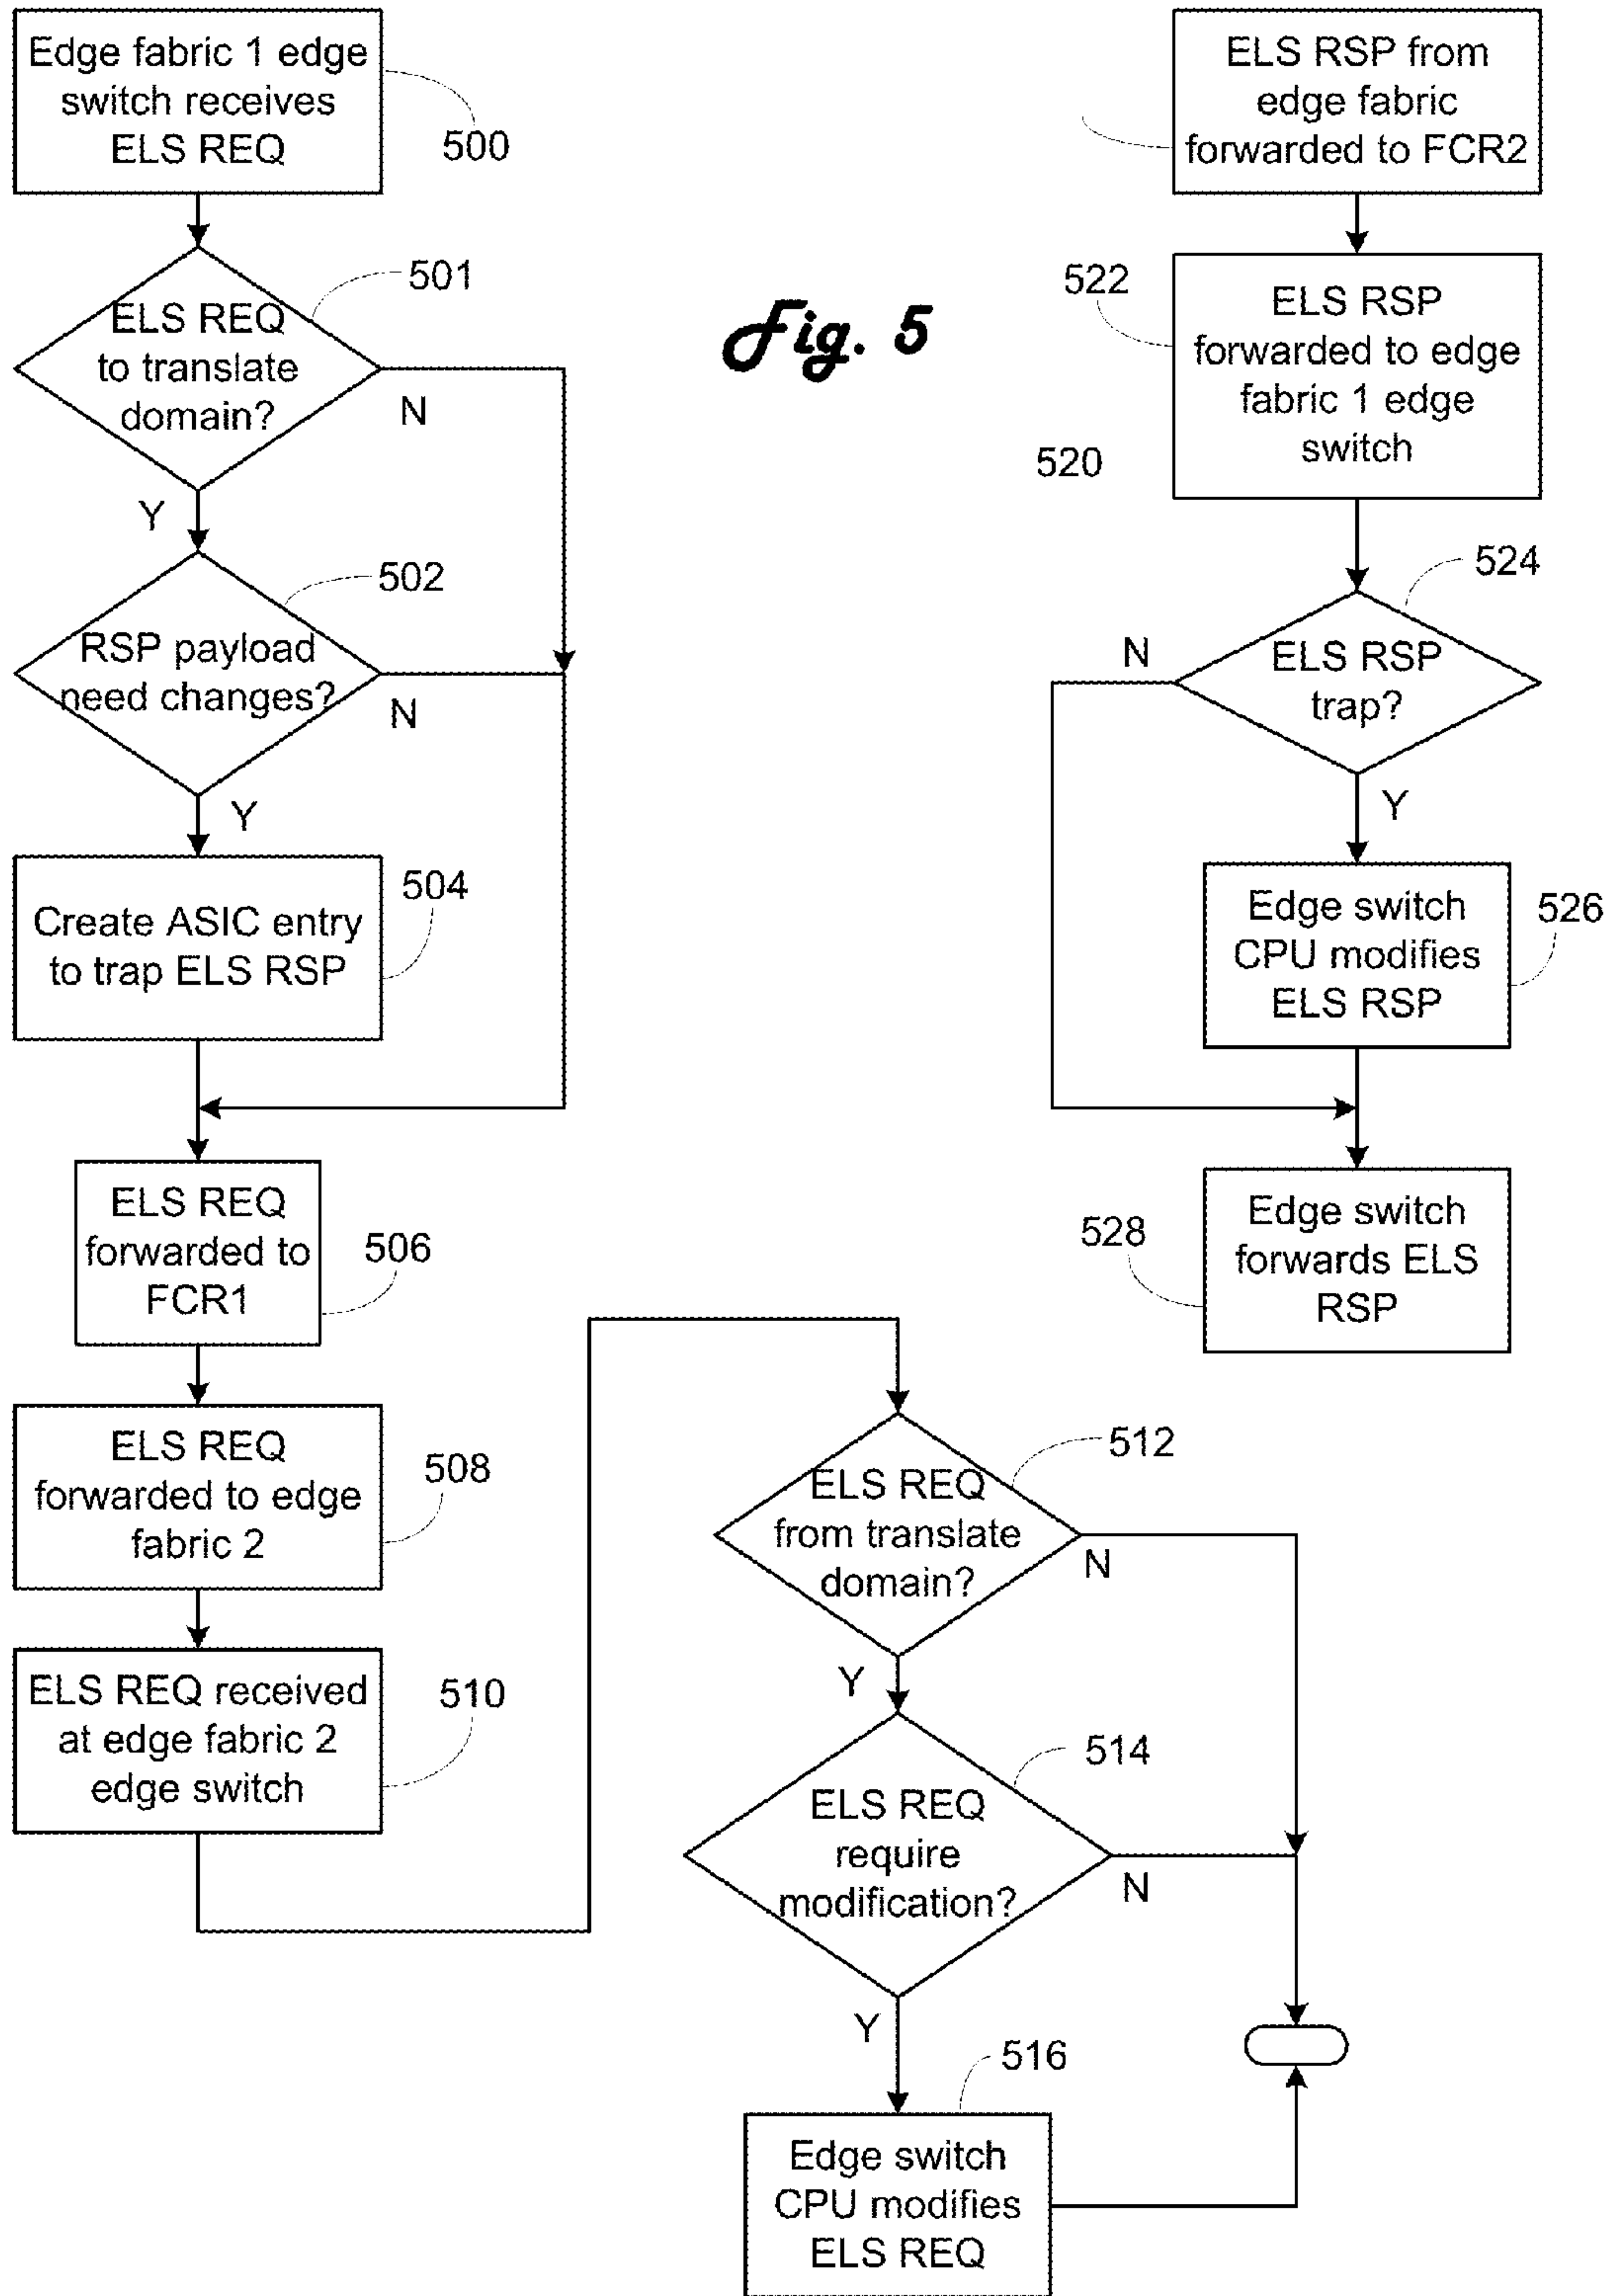 Edge fabric 1 edge
switch receives
ELS REQ
500
ELS REQ
to translate
domain?
501
N
Y
RSP payload
need changes?
502
N
Y
Create ASIC entry
to trap ELS RSP
504
ELS REQ
forwarded to
FCR1
506
ELS REQ
forwarded to edge
fabric 2
508
ELS REQ received
at edge fabric 2
edge switch
510
Fig. 5
ELS REQ
from translate
domain?
512
N
Y
ELS REQ
require
modification?
514
N
Y
Edge switch
CPU modifies
ELS REQ
516
ELS RSP from
edge fabric
forwarded to FCR2
522
ELS RSP
forwarded to edge
fabric 1 edge
switch
520
524
N
ELS RSP
trap?
Y
Edge switch
CPU modifies
ELS RSP
526
528
Edge switch
forwards ELS
RSP